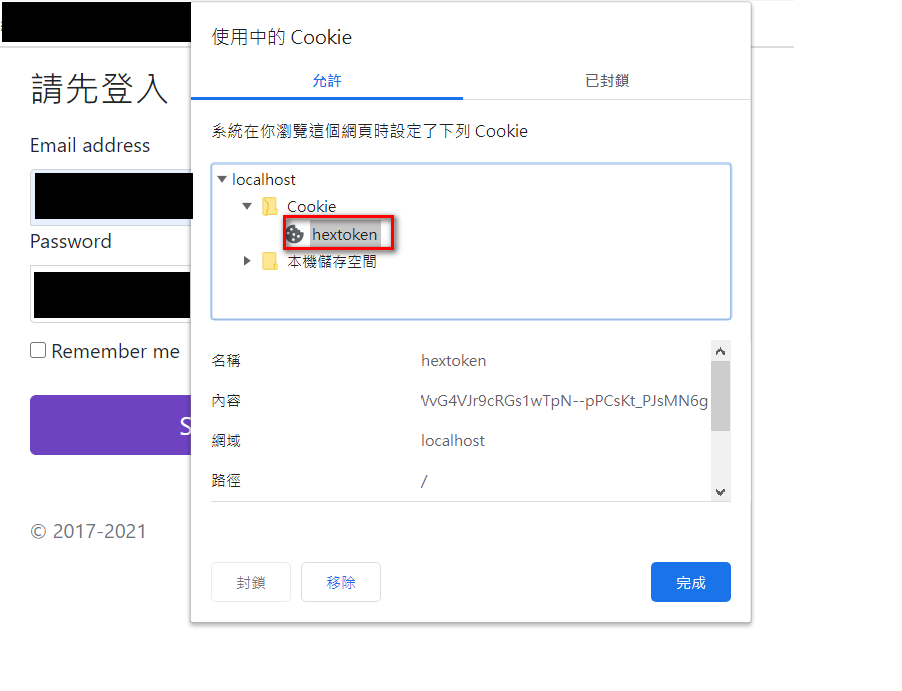 請先登入
Email address
Password
Remember me
S
© 2017-2021
使用中的 Cookie
允許
已封鎖
系統在你瀏覽這個網頁時設定了下列 Cookie
localhost
Cookie
hextoken
本機儲存空間
名稱 hextoken
內容 VvG4VJr9cRGs1wTpN--pPCsKt_PJsMN6g
網域 localhost
路徑 /
封鎖
移除
完成